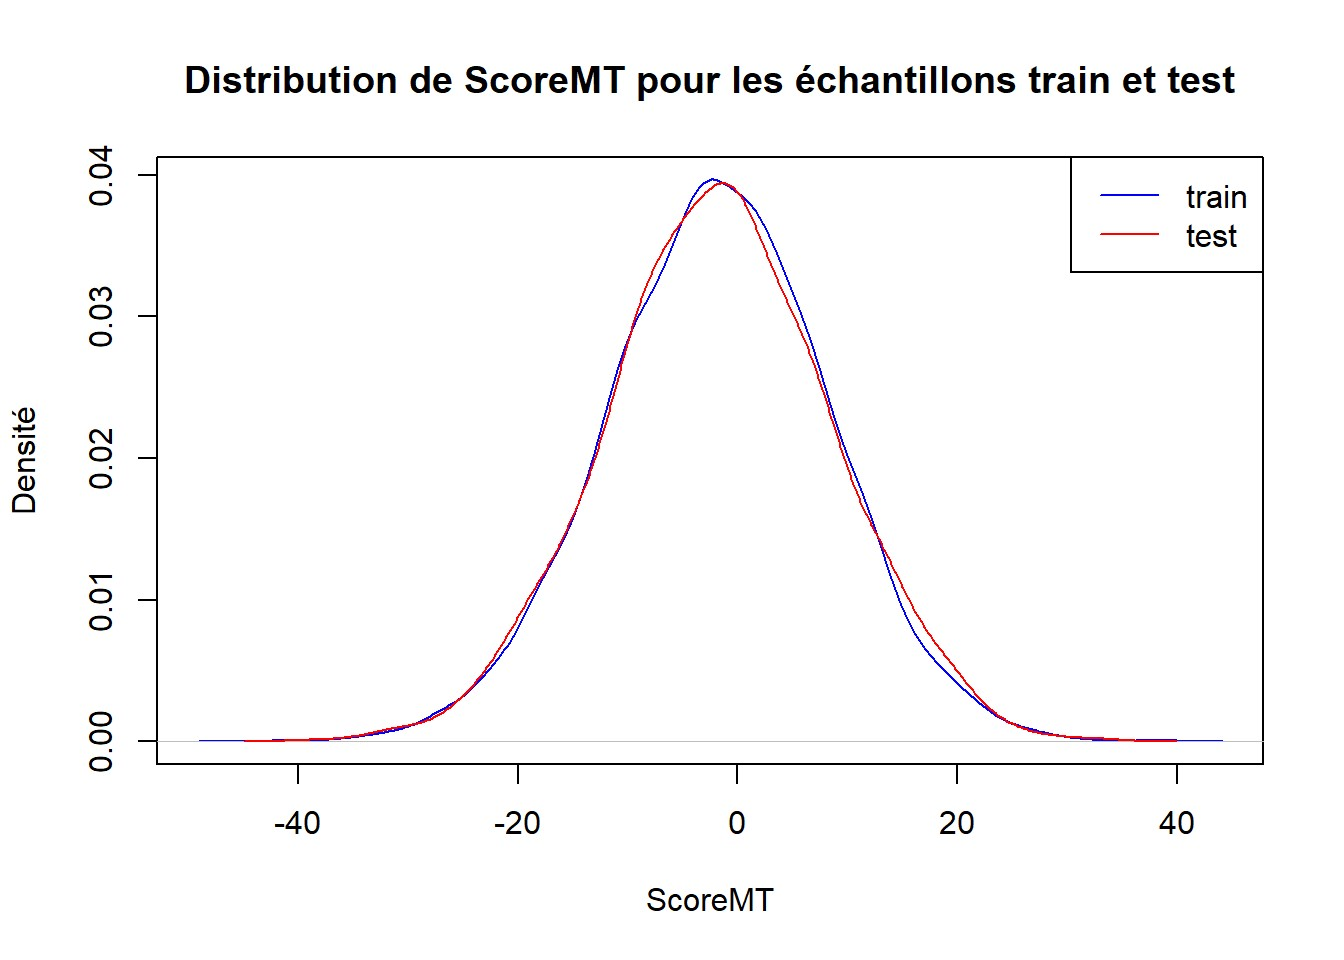 Distribution de ScoreMT pour les échantillons train et test
train
test
Densité
0.04
0.03
0.02
0.01
0.00
-40 -20 0 20 40
ScoreMT